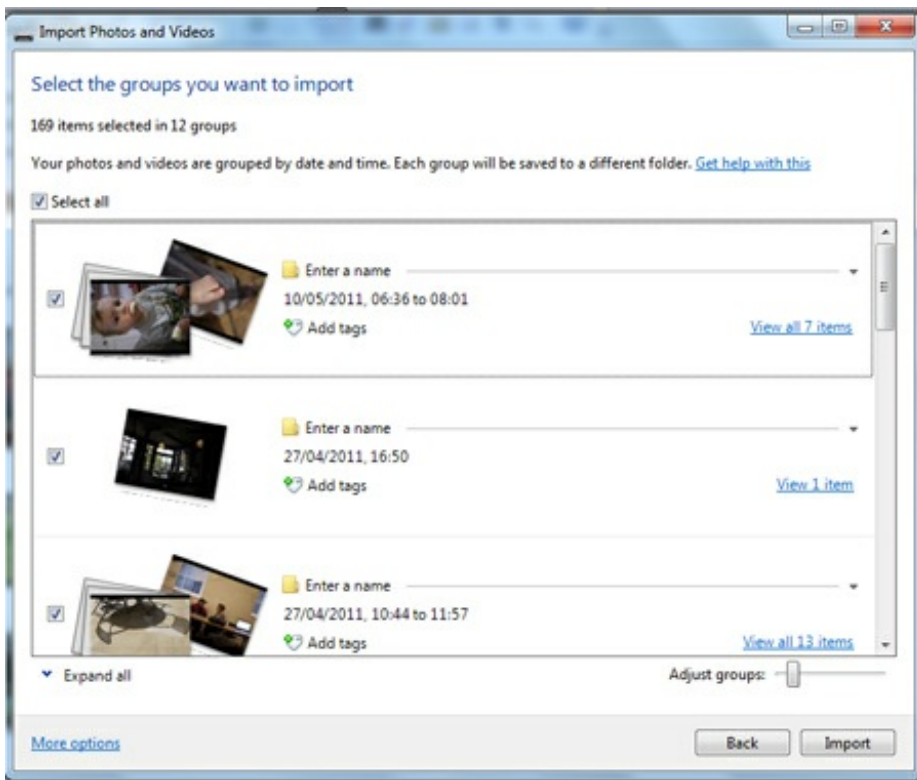 Import Photos and Videos
Select the groups you want to import
169 items selected in 12 groups
Your photos and videos are grouped by date and time. Each group will be saved to a different folder. Get help with this
Select all
Enter a name
10/05/2011, 06:36 to 08:01
Add tags
View all 7 items
Enter a name
27/04/2011, 16:50
Add tags
View 1 item
Enter a name
27/04/2011, 10:44 to 11:57
Add tags
View all 13 items
Expand all
Adjust groups:
More options
Back
Import